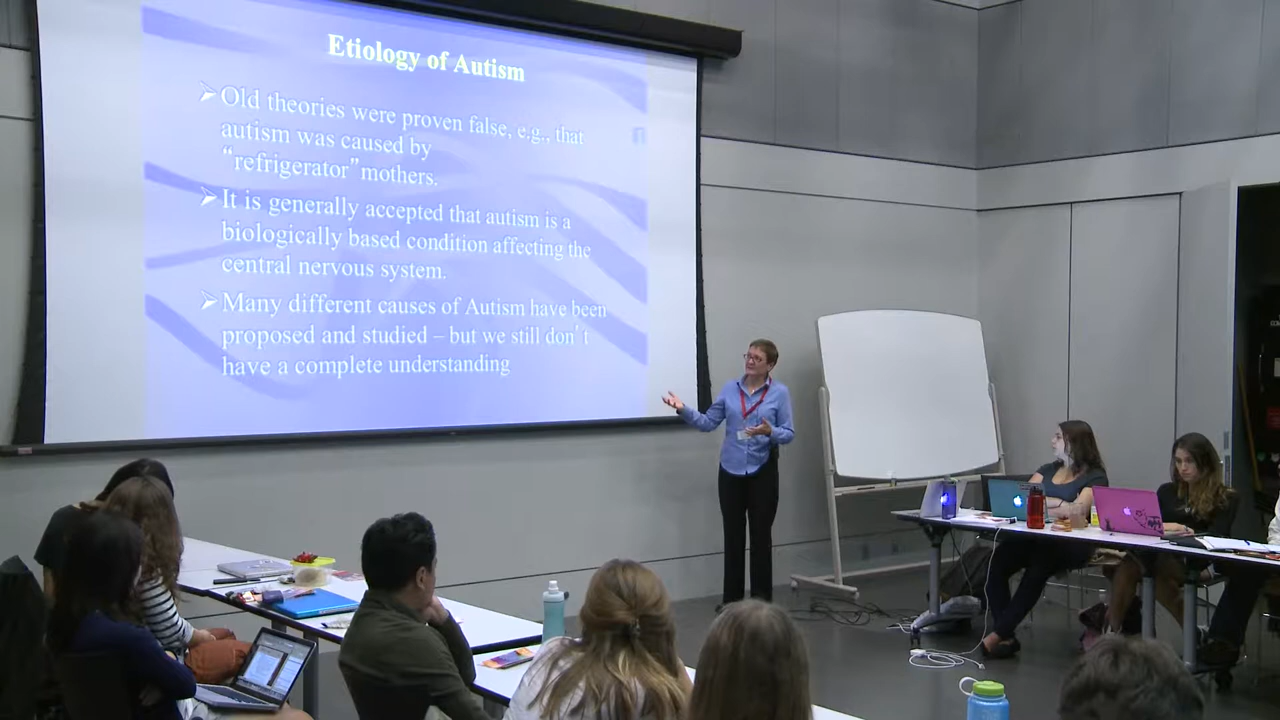 Etiology of Autism
➢Old theories were proven false, e.g., that
autism was caused by
“refrigerator”mothers.
➢It is generally accepted that autism is a
biologically based condition affecting the
central nervous system.
➢Many different causes of Autism have been
proposed and studied – but we still don't
have a complete understanding